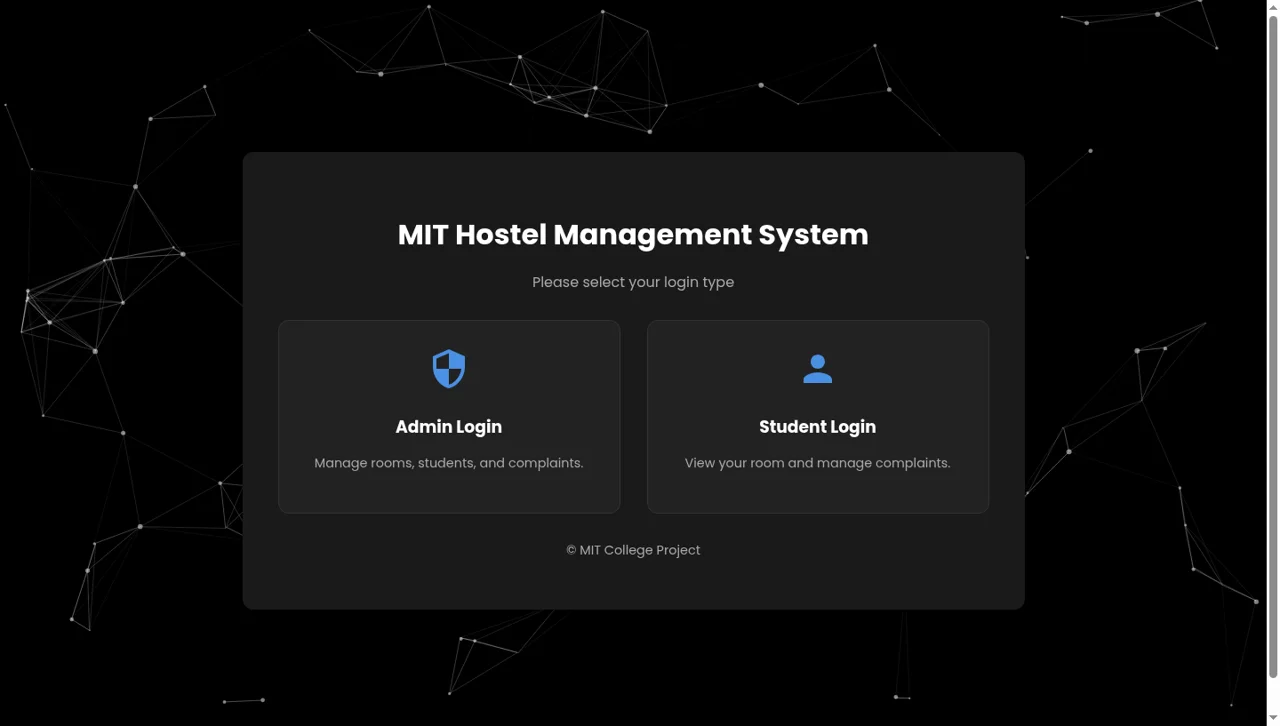 MIT Hostel Management System
Please select your login type
Admin Login
Manage rooms, students, and complaints.
Student Login
View your room and manage complaints.
© MIT College Project